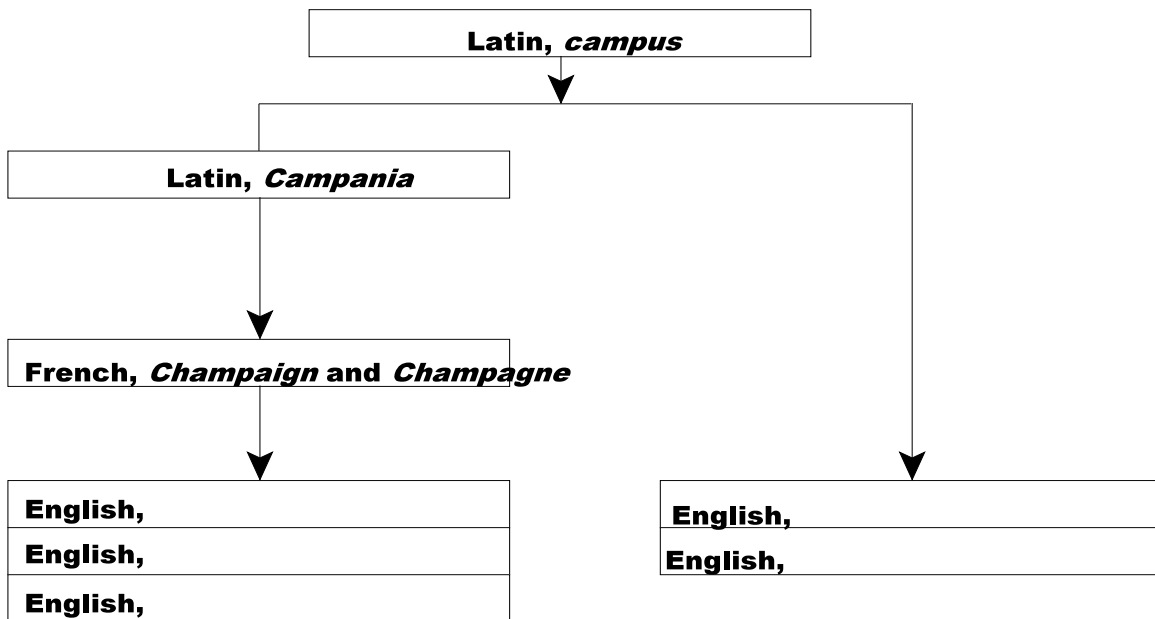 Latin, campus
Latin, Campania
French, Champaign and Champagne
English,
English,
English,
English,
English,